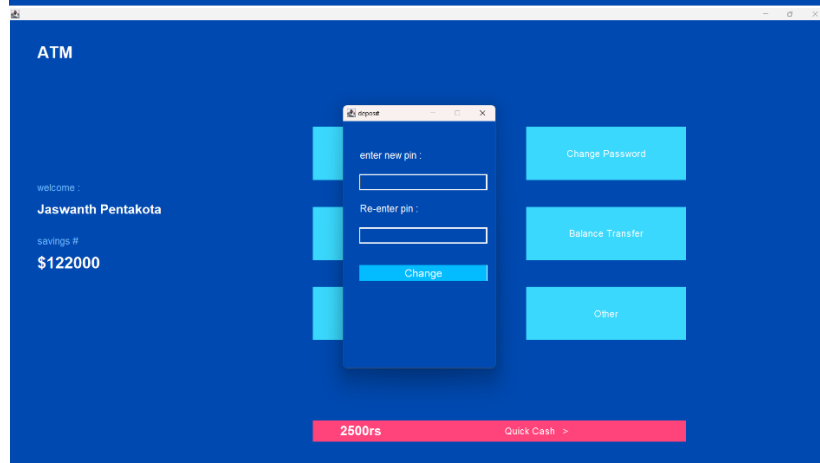 ATM
deposit
enter new pin :
Change Password
welcome :
Jaswanth Pentakota
Re-enter pin :
savings #
Balance Transfer
$122000
Change
Other
2500rs
Quick Cash >